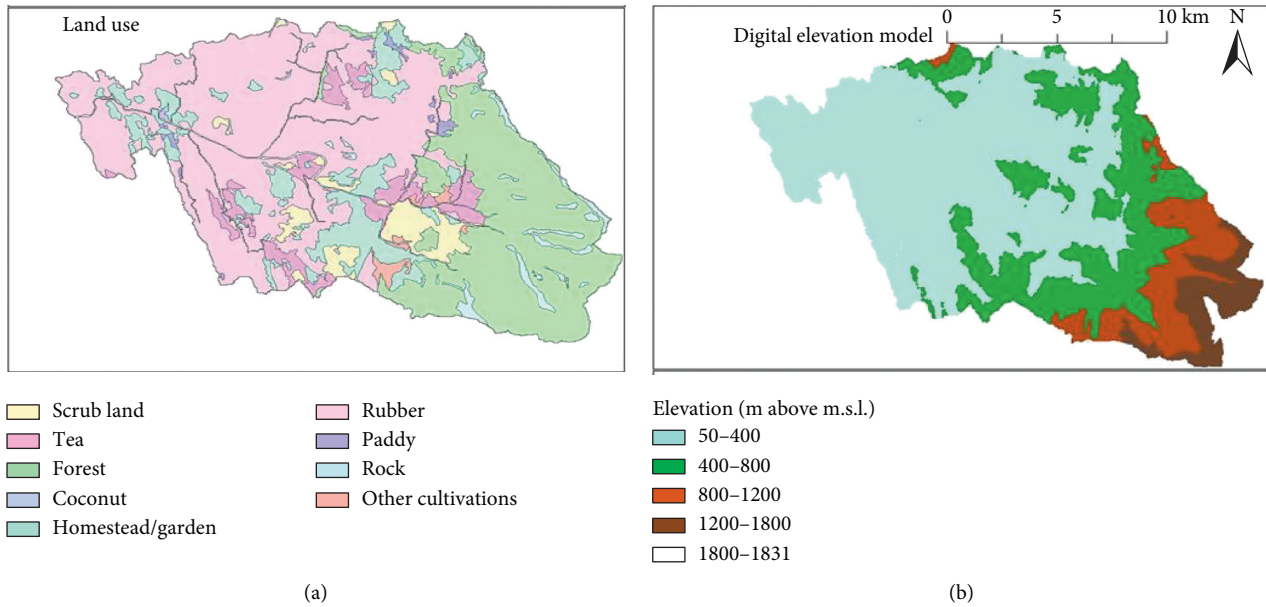 Land use
Scrub land
Tea
Forest
Coconut
Homestead/garden
Rubber
Paddy
Rock
Other cultivations
(a)
0 5 10 km
N
Digital elevation model
Elevation (m above m.s.l.)
50–400
400–800
800–1200
1200–1800
1800–1831
(b)